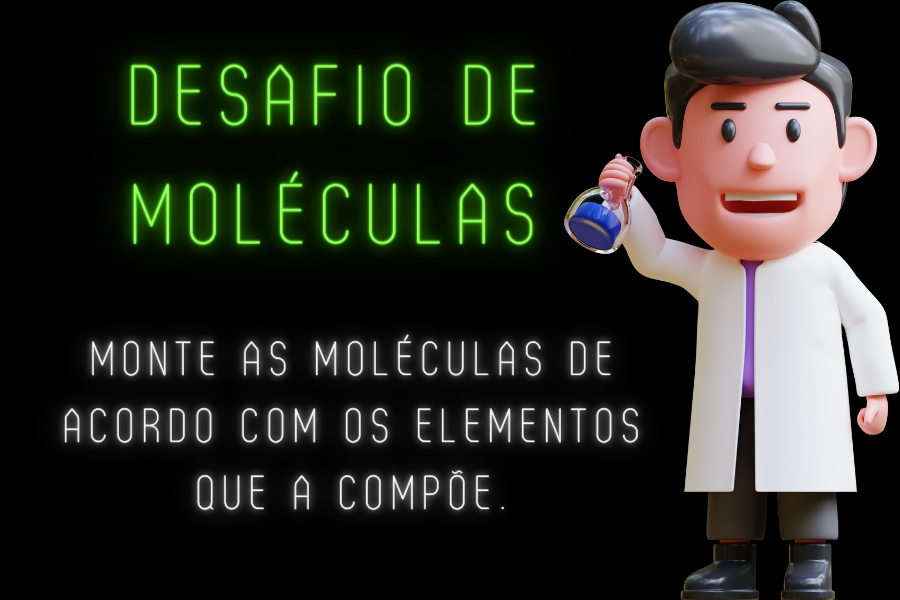 DESAFIO DE
MOLÉCULAS
MONTE AS MOLÉCULAS DE
ACORDO COM OS ELEMENTOS
QUE A COMPÕE.